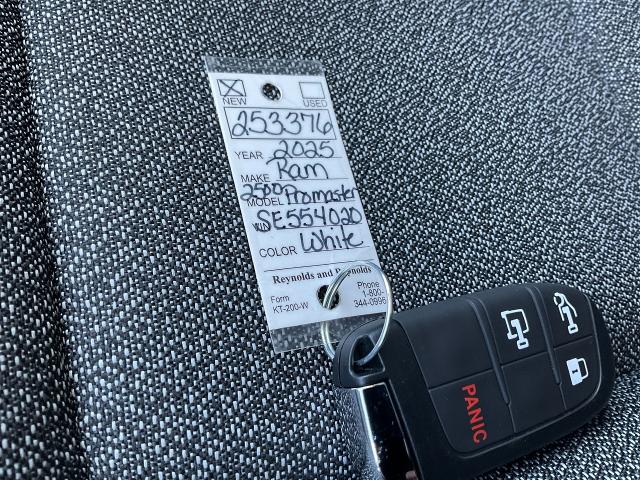 NEW USED
253376
YEAR 2025
MAKE Ram
2500
MODEL Promaster
VIN SE554020
COLOR White
Reynolds and Reynolds
Form
KT-200-W
Phone
1-800-
344-0996
PANIC